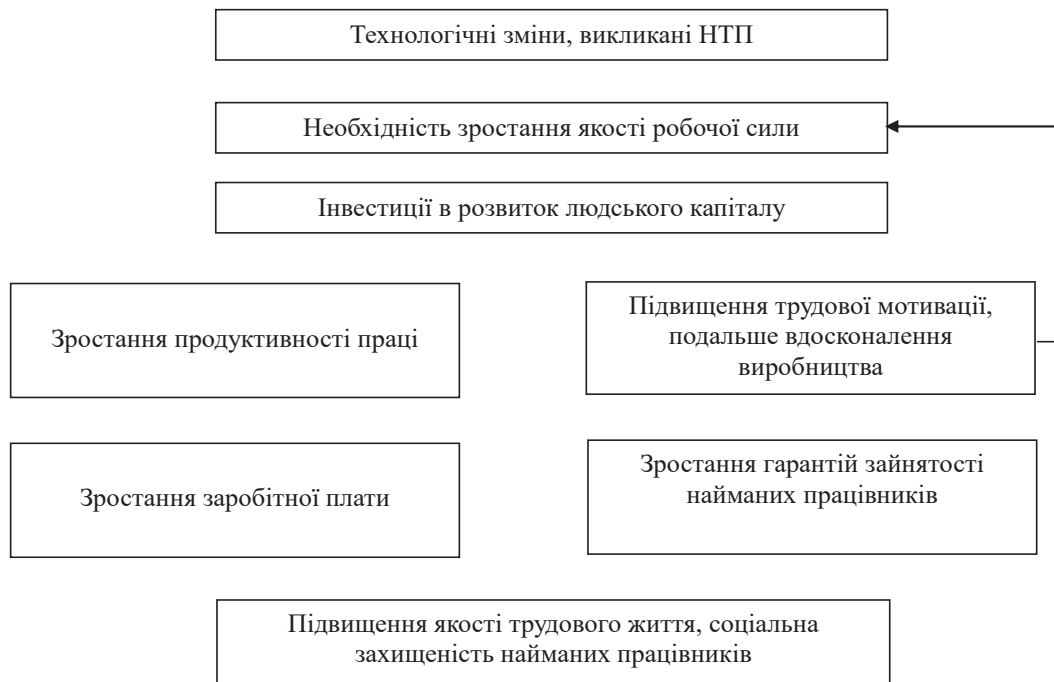 Технологічні зміни, викликані НТП
Необхідність зростання якості робочої сили
Інвестиції в розвиток людського капіталу
Зростання продуктивності праці
Підвищення трудової мотивації,
подальше вдосконалення
виробництва
Зростання заробітної плати
Зростання гарантій зайнятості
найманих працівників
Підвищення якості трудового життя, соціальна
захищеність найманих працівників